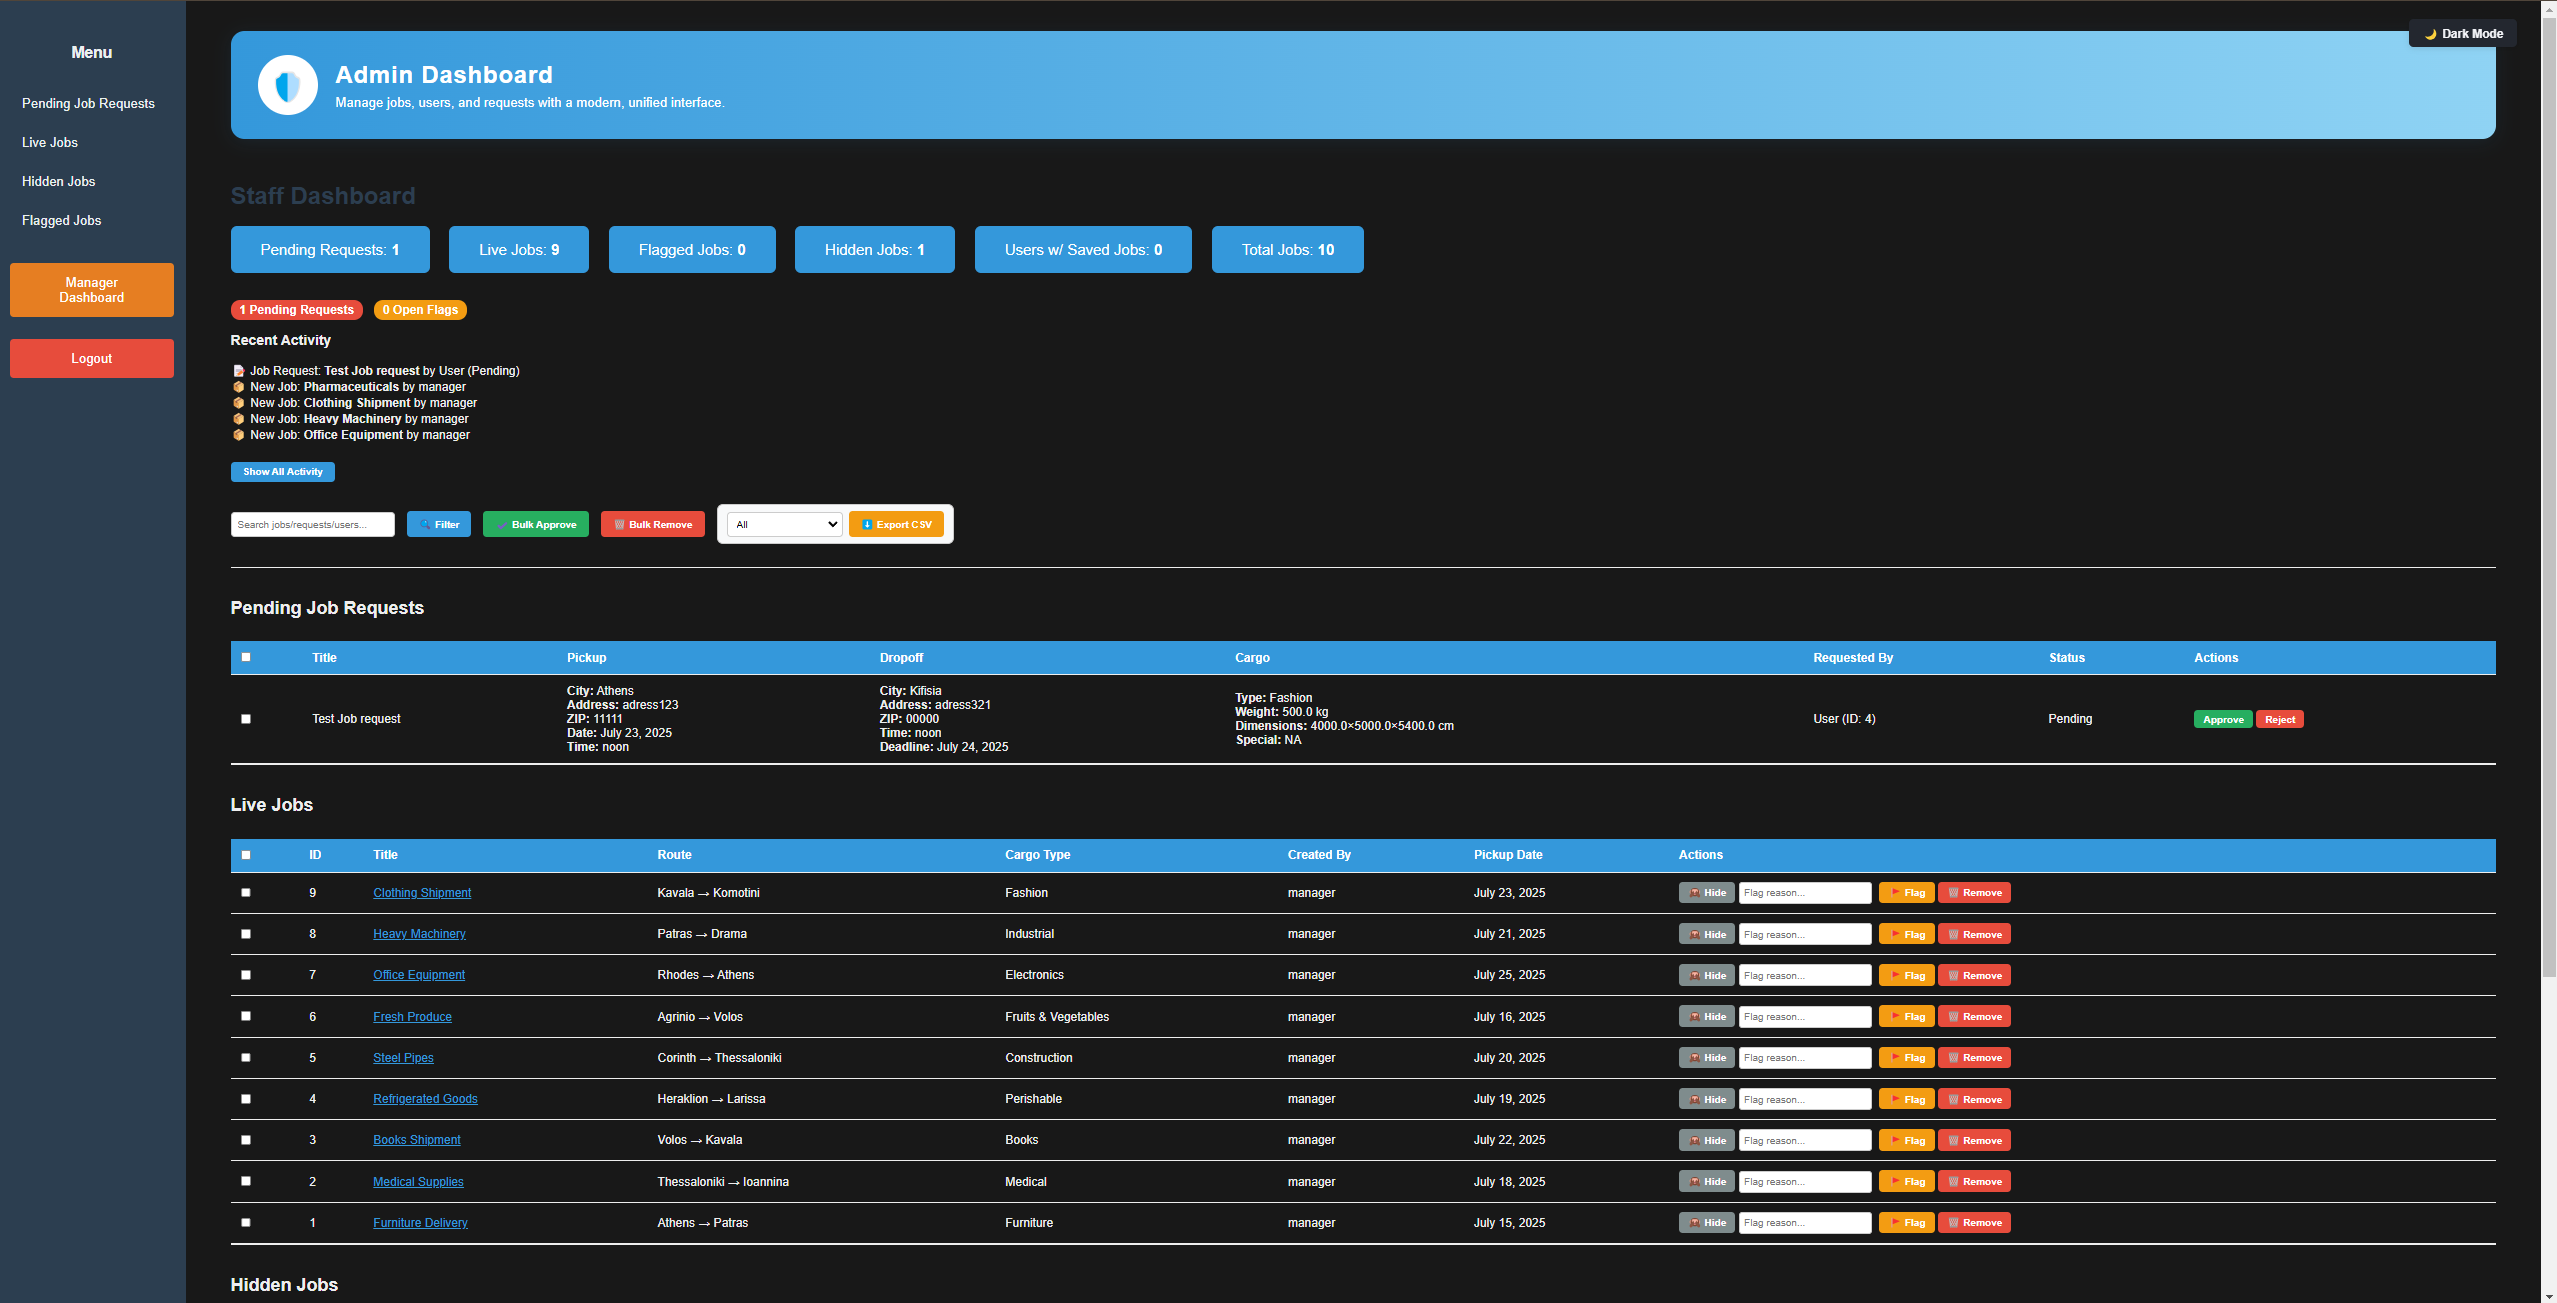 Menu
Pending Job Requests
Live Jobs
Hidden Jobs
Flagged Jobs
Manager
Dashboard
Logout
Dark Mode
Admin Dashboard
Manage jobs, users, and requests with a modern, unified interface.
Staff Dashboard
Pending Requests: 1 Live Jobs: 9 Flagged Jobs: 0 Hidden Jobs: 1 Users w/ Saved Jobs: 0 Total Jobs: 10
1 Pending Requests 0 Open Flags
Recent Activity
Job Request: Test Job request by User (Pending)
New Job: Pharmaceuticals by manager
New Job: Clothing Shipment by manager
New Job: Heavy Machinery by manager
New Job: Office Equipment by manager
Show All Activity
Search jobs/requests/users... Filter Bulk Approve Bulk Remove All Export CSV
Pending Job Requests
Title Pickup Dropoff Cargo Requested By Status Actions
Test Job request
City: Athens
Address: adress123
ZIP: 11111
Date: July 23, 2025
Time: noon
City: Kifisia
Address: adress321
ZIP: 00000
Time: noon
Deadline: July 24, 2025
Type: Fashion
Weight: 500.0 kg
Dimensions: 4000.0×5000.0×5400.0 cm
Special: NA
User (ID: 4)
Pending
Approve Reject
Live Jobs
ID Title Route Cargo Type Created By Pickup Date Actions
9 Clothing Shipment Kavala → Komotini Fashion manager July 23, 2025 Hide Flag reason... Flag Remove
8 Heavy Machinery Patras → Drama Industrial manager July 21, 2025 Hide Flag reason... Flag Remove
7 Office Equipment Rhodes → Athens Electronics manager July 25, 2025 Hide Flag reason... Flag Remove
6 Fresh Produce Agrinio → Volos Fruits & Vegetables manager July 16, 2025 Hide Flag reason... Flag Remove
5 Steel Pipes Corinth → Thessaloniki Construction manager July 20, 2025 Hide Flag reason... Flag Remove
4 Refrigerated Goods Heraklion → Larissa Perishable manager July 19, 2025 Hide Flag reason... Flag Remove
3 Books Shipment Volos → Kavala Books manager July 22, 2025 Hide Flag reason... Flag Remove
2 Medical Supplies Thessaloniki → Ioannina Medical manager July 18, 2025 Hide Flag reason... Flag Remove
1 Furniture Delivery Athens → Patras Furniture manager July 15, 2025 Hide Flag reason... Flag Remove
Hidden Jobs